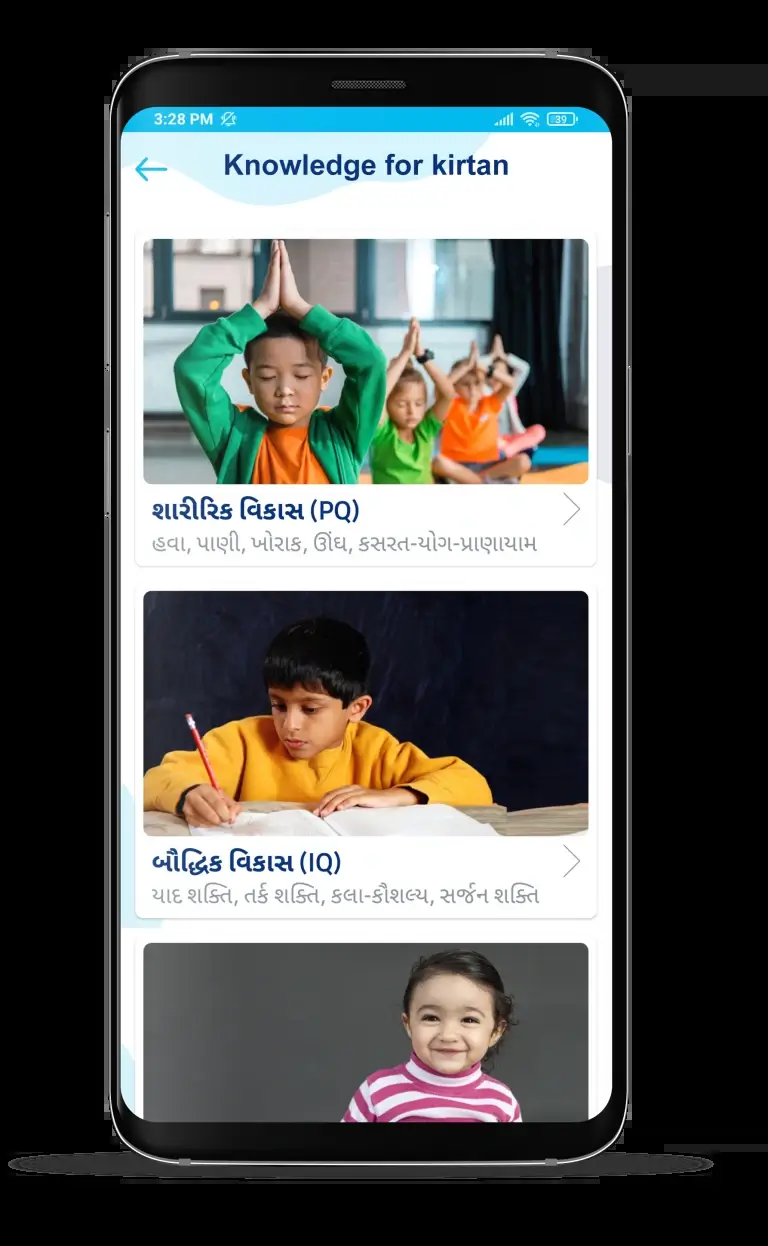 3:28 PM
39
Knowledge for kirtan
શારીરિક વિકાસ (PQ)
હવા, પાણી, ખોરાક, ઊંઘ, કસરત-યોગ-પ્રાણાયામ
બૌદ્ધિક વિકાસ (IQ)
યાદ શક્તિ, તર્ક શક્તિ, કલા-કૌશલ્ય, સર્જન શક્તિ